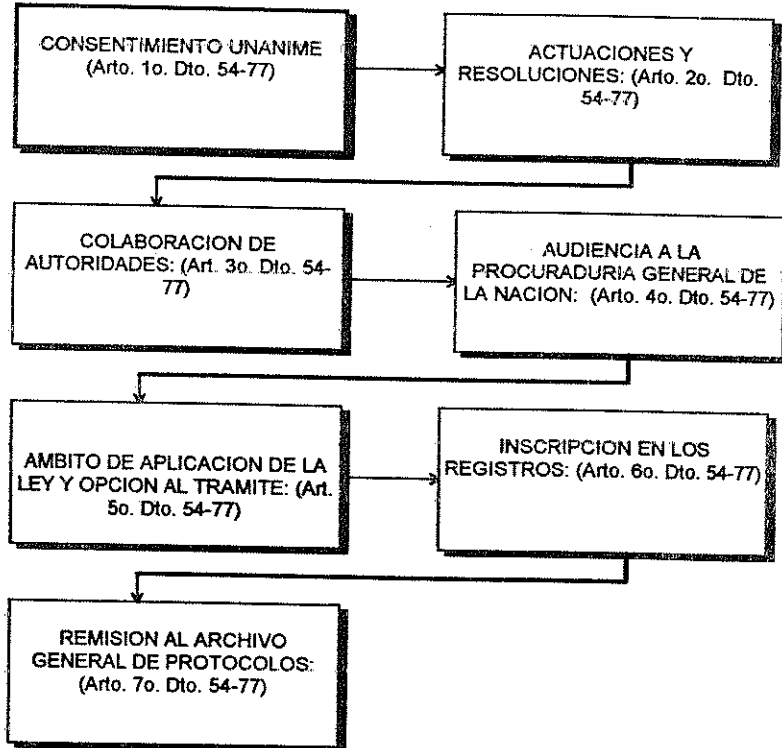 CONSENTIMIENTO UNANIME
(Arto. 1o. Dto. 54-77)
ACTUACIONES Y
RESOLUCIONES: (Arto. 2o. Dto.
54-77)
COLABORACION DE
AUTORIDADES: (Art. 3o. Dto. 54-
77)
AUDIENCIA A LA
PROCURADURIA GENERAL DE
LA NACION: (Arto. 4o. Dto. 54-77)
AMBITO DE APLICACION DE LA
LEY Y OPCION AL TRAMITE: (Art.
5o. Dto. 54-77)
INSCRIPCION EN LOS
REGISTROS: (Arto. 6o. Dto. 54-77)
REMISION AL ARCHIVO
GENERAL DE PROTOCOLOS:
(Arto. 7o. Dto. 54-77)